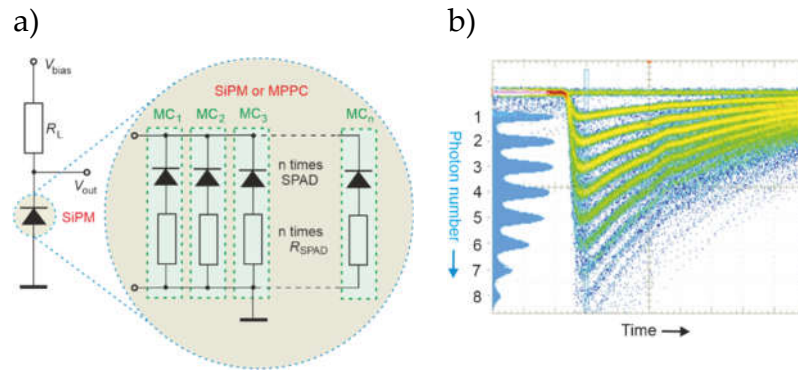 a)
V_bias
R_L
V_out
SiPM
SiPM or MPPC
MC_1 MC_2 MC_3 MC_n
n times
SPAD
n times
R_SPAD
b)
Photon number
1
2
3
4
5
6
7
8
Time